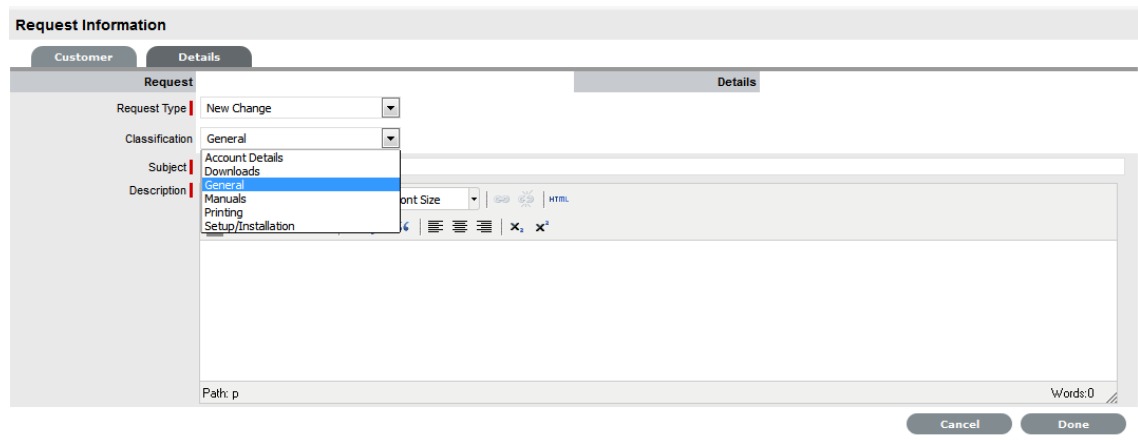 Request Information
Customer Details
Request Details
Request Type New Change
Classification General
Account Details
Subject
Downloads
General
Description
Manuals
ont Size HTML
Printing
Setup/Installation
Path: p Words:0
Cancel Done